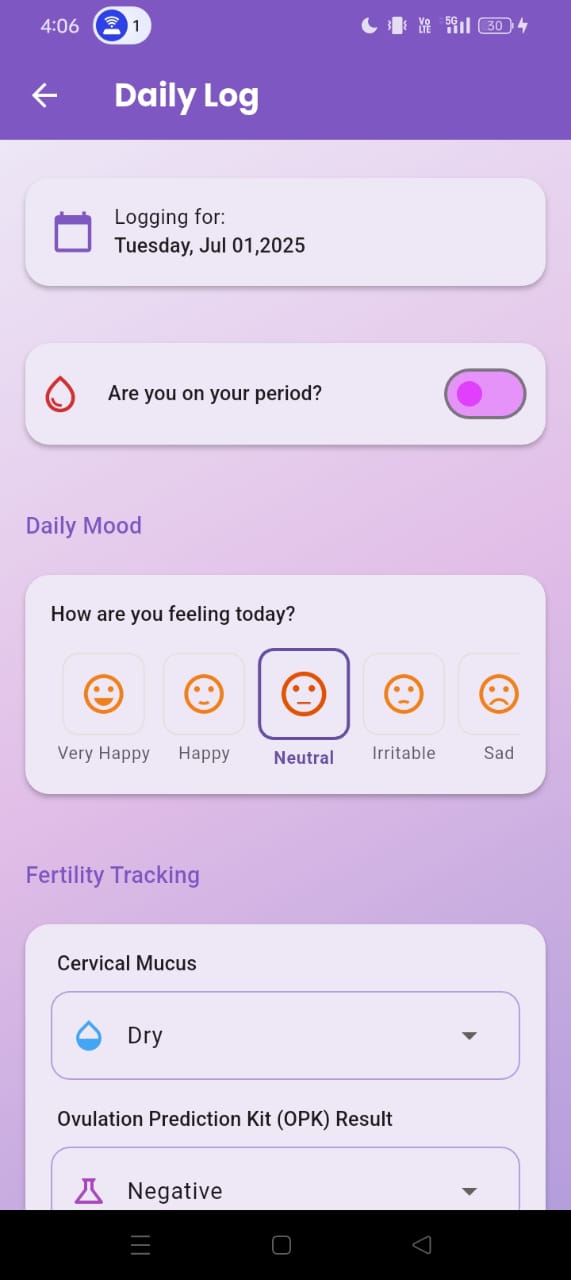 4:06
1
Vo
LTE
5G
30
Daily Log
Logging for:
Tuesday, Jul 01,2025
Are you on your period?
Daily Mood
How are you feeling today?
Very Happy
Happy
Neutral
Irritable
Sad
Fertility Tracking
Cervical Mucus
Dry
Ovulation Prediction Kit (OPK) Result
Negative